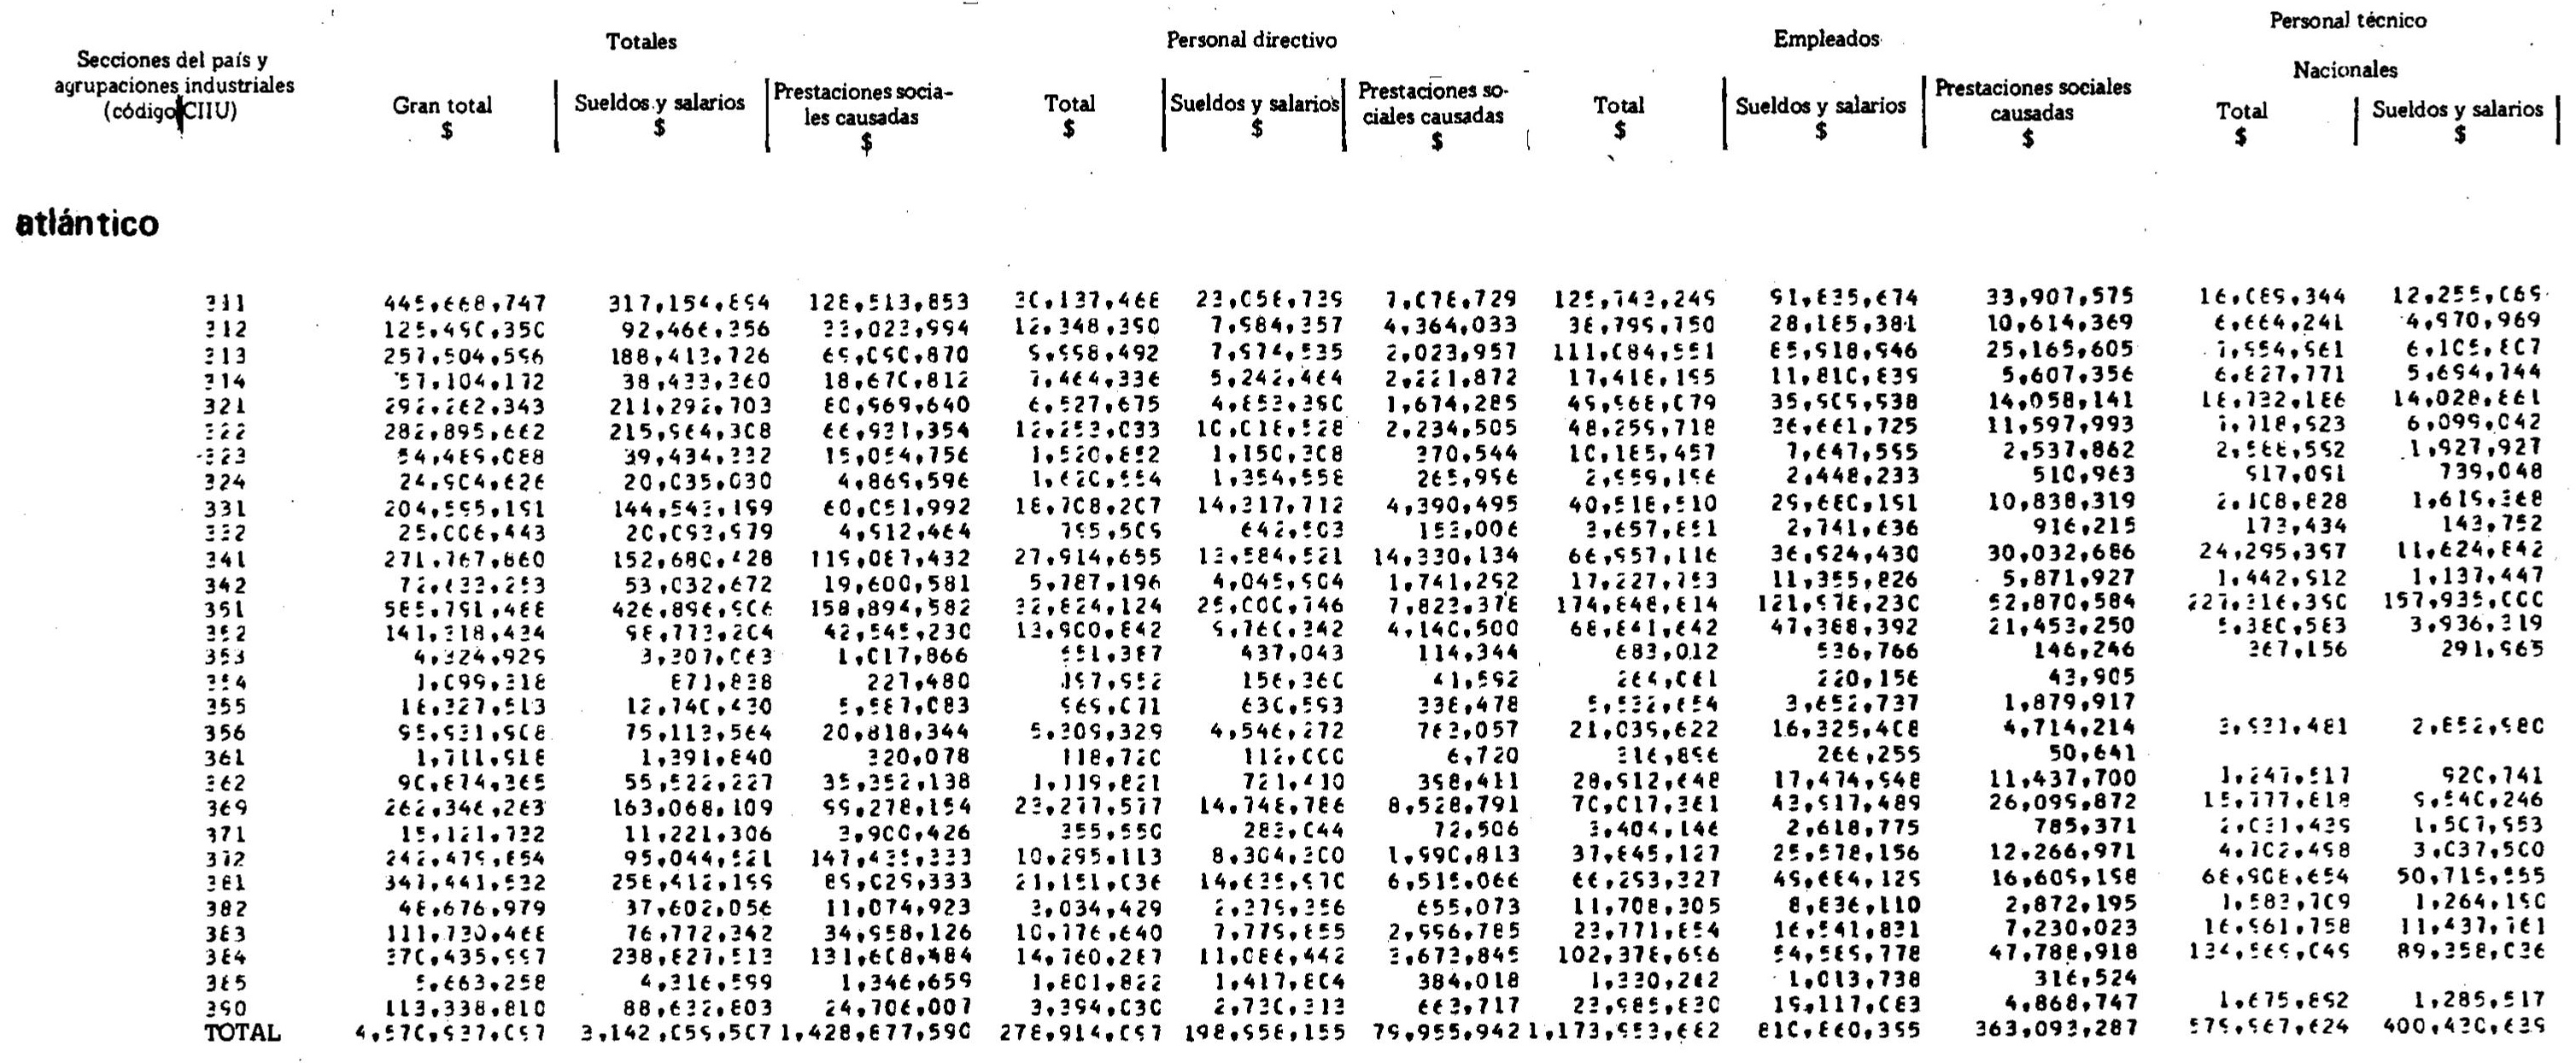 Personal técnico
Totales Personal directivo Empleados
Secciones del país y agrupaciones industriales (código CIIU) Nacionales
Gran total $ Sueldos y salarios $ Prestaciones socia- les causadas $ Total $ Sueldos y salarios $ Prestaciones so- ciales causadas $ Total $ Sueldos y salarios $ Prestaciones sociales causadas $ Total $ Sueldos y salarios $
atlántico
311 445,668,747 317,154,894 128,513,853 30,137,468 23,058,739 7,078,729 125,743,249 91,835,674 33,907,575 16,089,344 12,255,069
312 125,490,350 92,466,356 33,023,994 12,348,390 7,984,357 4,364,033 38,799,750 28,185,381 10,614,369 6,664,241 4,970,969
313 257,504,596 188,413,726 69,090,870 9,998,492 7,974,535 2,023,957 111,084,551 85,918,946 25,165,605 7,954,961 6,105,807
314 57,104,172 38,433,360 18,670,812 7,464,336 5,242,464 2,221,872 17,418,195 11,810,839 5,607,356 6,827,771 5,694,744
321 292,262,343 211,292,703 80,969,640 6,527,675 4,853,390 1,674,285 49,968,079 35,909,938 14,058,141 18,732,186 14,028,861
322 282,895,662 215,964,308 66,931,354 12,253,033 10,018,528 2,234,505 48,259,718 36,661,725 11,597,993 7,718,923 6,099,042
323 54,489,088 39,434,332 15,054,756 1,520,852 1,150,308 370,544 10,185,457 7,647,595 2,537,862 2,566,592 1,927,927
324 24,904,626 20,035,030 4,869,596 1,620,554 1,354,558 265,996 2,959,196 2,448,233 510,963 917,091 739,048
331 204,595,191 144,543,199 60,051,992 18,708,207 14,317,712 4,390,495 40,518,510 29,680,191 10,838,319 2,108,828 1,619,368
332 25,006,443 20,093,979 4,912,464 795,509 642,503 153,006 3,657,851 2,741,636 916,215 173,434 143,752
341 271,767,860 152,680,428 119,087,432 27,914,655 13,584,521 14,330,134 66,957,116 36,924,430 30,032,686 24,295,397 11,624,842
342 72,633,253 53,032,672 19,600,581 5,787,196 4,045,904 1,741,292 17,227,753 11,355,826 5,871,927 1,442,912 1,137,447
351 585,791,488 426,896,906 158,894,582 32,824,124 25,000,746 7,823,378 174,848,814 121,978,230 52,870,584 227,316,390 157,935,000
352 141,318,434 98,773,204 42,545,230 13,900,842 9,760,342 4,140,500 68,841,642 47,388,392 21,453,250 5,380,583 3,936,319
353 4,324,929 3,307,063 1,017,866 551,387 437,043 114,344 683,012 536,766 146,246 367,156 291,965
354 1,099,318 871,838 227,480 197,952 156,360 41,592 264,061 220,156 43,905
355 18,327,513 12,740,430 5,587,083 969,071 630,593 338,478 5,532,654 3,652,737 1,879,917
356 95,931,908 75,113,564 20,818,344 5,309,329 4,546,272 763,057 21,039,622 16,325,408 4,714,214 3,931,481 2,852,980
361 1,711,918 1,391,840 320,078 118,720 112,000 6,720 316,896 266,255 50,641
362 90,874,365 55,522,227 35,352,138 1,119,821 721,410 398,411 28,912,648 17,474,948 11,437,700 1,247,517 920,741
369 262,346,263 163,068,109 99,278,154 23,277,577 14,748,786 8,528,791 70,017,361 43,917,489 26,099,872 15,777,818 9,540,246
371 15,121,732 11,221,306 3,900,426 355,550 283,044 72,506 3,404,146 2,618,775 785,371 2,031,439 1,507,953
372 242,479,854 95,044,521 147,435,333 10,295,113 8,304,300 1,990,813 37,845,127 25,578,156 12,266,971 4,702,498 3,037,500
381 347,441,532 258,412,199 89,029,333 21,151,036 14,635,970 6,515,066 66,293,327 49,684,129 16,609,198 68,908,654 50,715,555
382 48,676,979 37,602,056 11,074,923 3,034,429 2,379,356 655,073 11,708,305 8,836,110 2,872,195 1,583,709 1,264,190
383 111,730,468 76,772,342 34,958,126 10,776,640 7,779,855 2,996,785 23,771,854 16,541,831 7,230,023 16,961,758 11,437,761
384 370,435,997 238,827,513 131,608,484 14,760,287 11,086,442 3,673,845 102,378,696 54,589,778 47,788,918 134,569,049 89,358,036
385 5,663,258 4,316,599 1,346,659 1,801,822 1,417,804 384,018 1,330,262 1,013,738 316,524
390 113,338,810 88,632,803 24,706,007 3,394,030 2,730,313 663,717 23,985,830 19,117,083 4,868,747 1,675,892 1,285,517
TOTAL 4,570,937,097 3,142,059,507 1,428,877,590 278,914,097 198,958,155 79,955,942 1,173,953,682 810,860,395 363,093,287 579,967,624 400,430,639